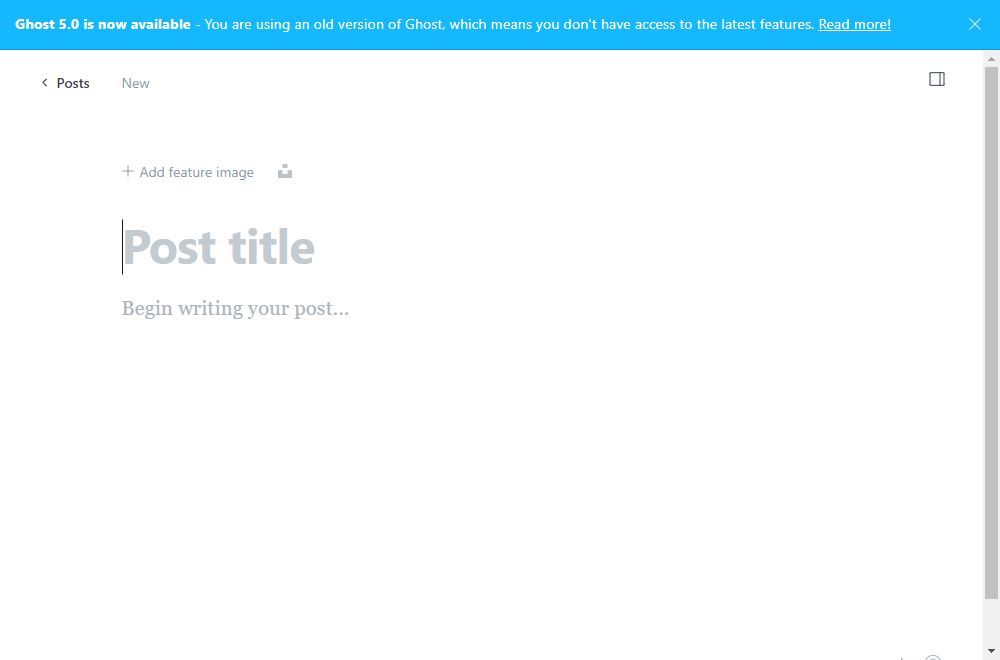 Ghost 5.0 is now available - You are using an old version of Ghost, which means you don't have access to the latest features. Read more!
Posts New
Add feature image
Post title
Begin writing your post...